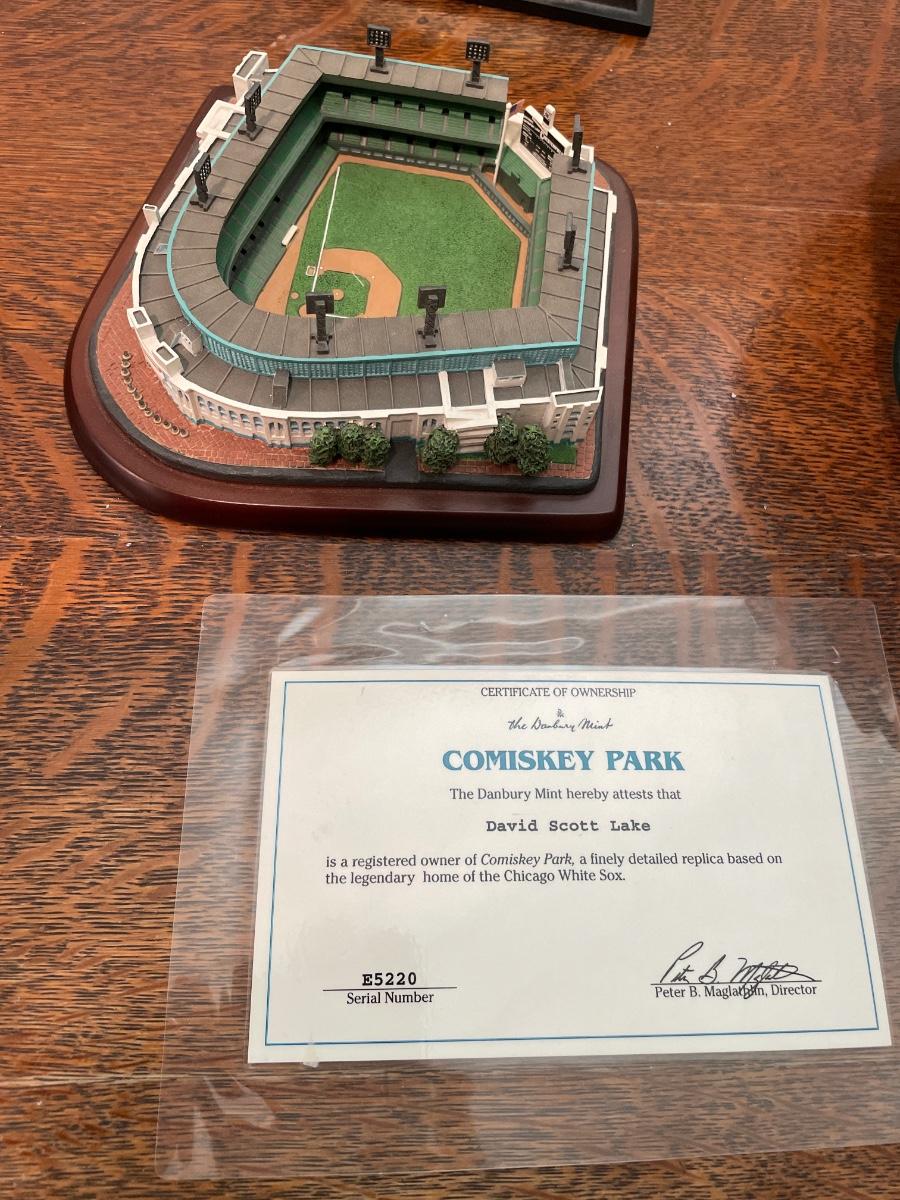 CERTIFICATE OF OWNERSHIP
the Danbury Mint
COMISKEY PARK
The Danbury Mint hereby attests that
David Scott Lake
is a registered owner of Comiskey Park, a finely detailed replica based on
the legendary home of the Chicago White Sox.
E5220
Serial Number
Peter B. Maglathlin
Peter B. Maglathlin, Director